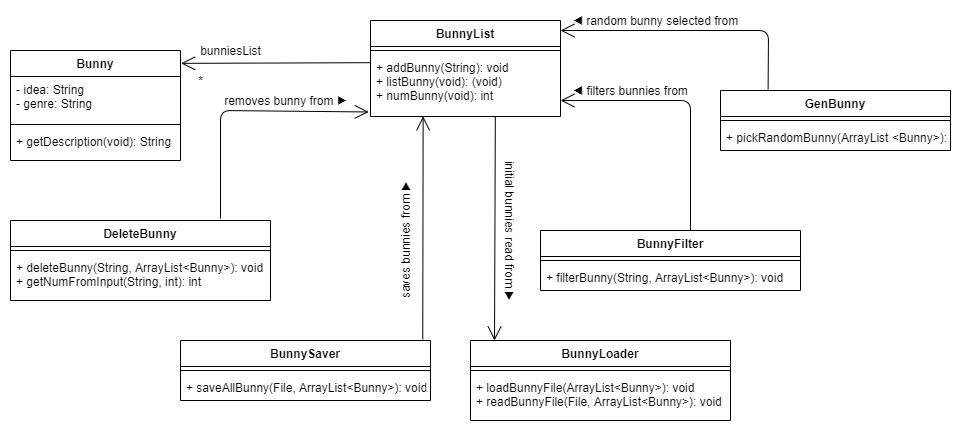 ◀ random bunny selected from
BunnyList
+ addBunny(String): void
+ listBunny(void): (void)
+ numBunny(void): int
bunniesList
*
Bunny
- idea: String
- genre: String
+ getDescription(void): String
removes bunny from ▶
◀ filters bunnies from
GenBunny
+ pickRandomBunny(ArrayList <Bunny>):
saves bunnies from ▶
initial bunnies read from ▶
DeleteBunny
+ deleteBunny(String, ArrayList<Bunny>): void
+ getNumFromInput(String, int): int
BunnyFilter
+ filterBunny(String, ArrayList<Bunny>): void
BunnySaver
+ saveAllBunny(File, ArrayList<Bunny>): void
BunnyLoader
+ loadBunnyFile(ArrayList<Bunny>): void
+ readBunnyFile(File, ArrayList<Bunny>): void